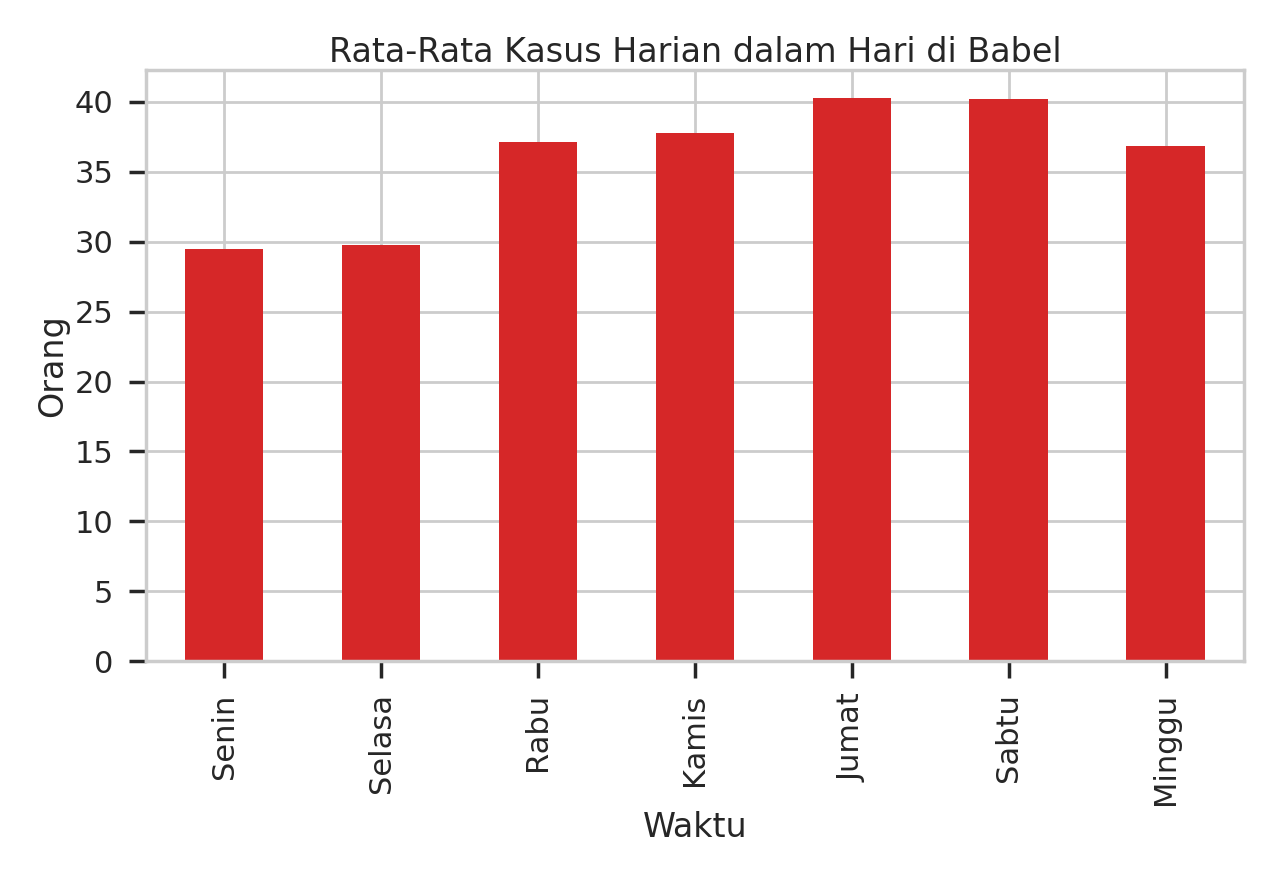 Rata-Rata Kasus Harian dalam Hari di Babel
Orang
40
35
30
25
20
15
10
5
0
Senin
Selasa
Rabu
Kamis
Jumat
Sabtu
Minggu
Waktu